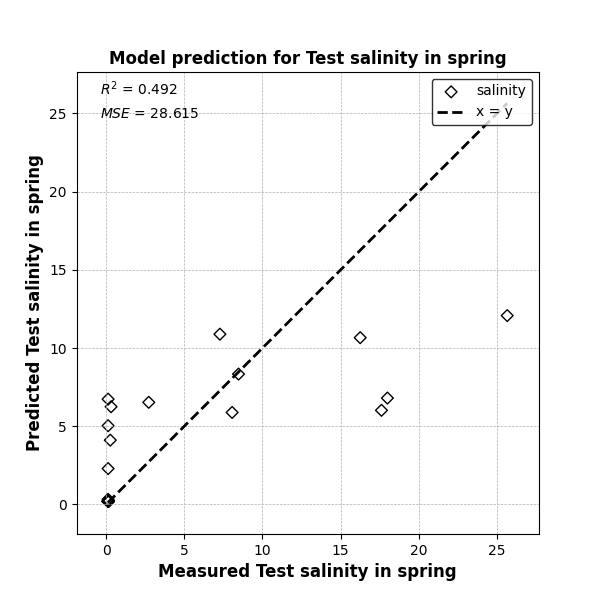 Model prediction for Test salinity in spring
R² = 0.492
MSE = 28.615
salinity
x = y
25
20
15
10
5
0
Predicted Test salinity in spring
0 5 10 15 20 25
Measured Test salinity in spring